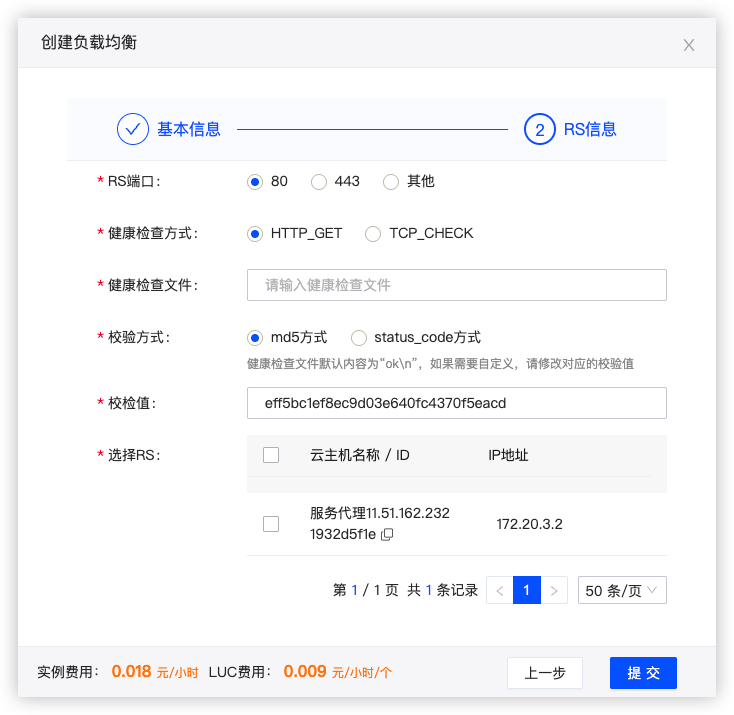 创建负载均衡
基本信息 2 RS信息
* RS端口： 80 443 其他
* 健康检查方式： HTTP_GET TCP_CHECK
* 健康检查文件： 请输入健康检查文件
* 校验方式： md5方式 status_code方式
健康检查文件默认内容为“ok\n”，如果需要自定义，请修改对应的校验值
* 校检值： eff5bc1ef8ec9d03e640fc4370f5eacd
* 选择RS： 云主机名称 / ID IP地址
服务代理11.51.162.232
1932d5f1e 172.20.3.2
第 1 / 1 页 共 1 条记录 < 1 > 50 条/页
实例费用： 0.018 元/小时 LUC费用： 0.009 元/小时/个 上一步 提 交